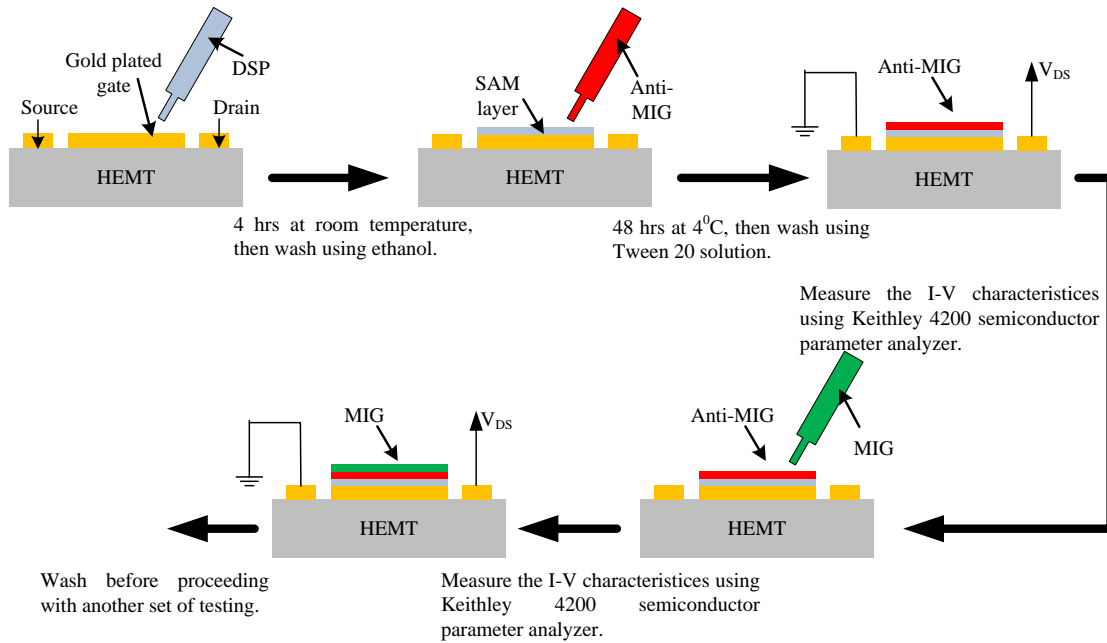 Gold plated
gate
DSP
Source
Drain
HEMT
4 hrs at room temperature,
then wash using ethanol.
SAM
layer
Anti-
MIG
HEMT
48 hrs at 4⁰C, then wash using
Tween 20 solution.
Anti-MIG
V_DS
HEMT
Measure the I-V characteristices
using Keithley 4200 semiconductor
parameter analyzer.
Anti-MIG
MIG
HEMT
Measure the I-V characteristices using
Keithley 4200 semiconductor
parameter analyzer.
MIG
V_DS
HEMT
Wash before proceeding
with another set of testing.